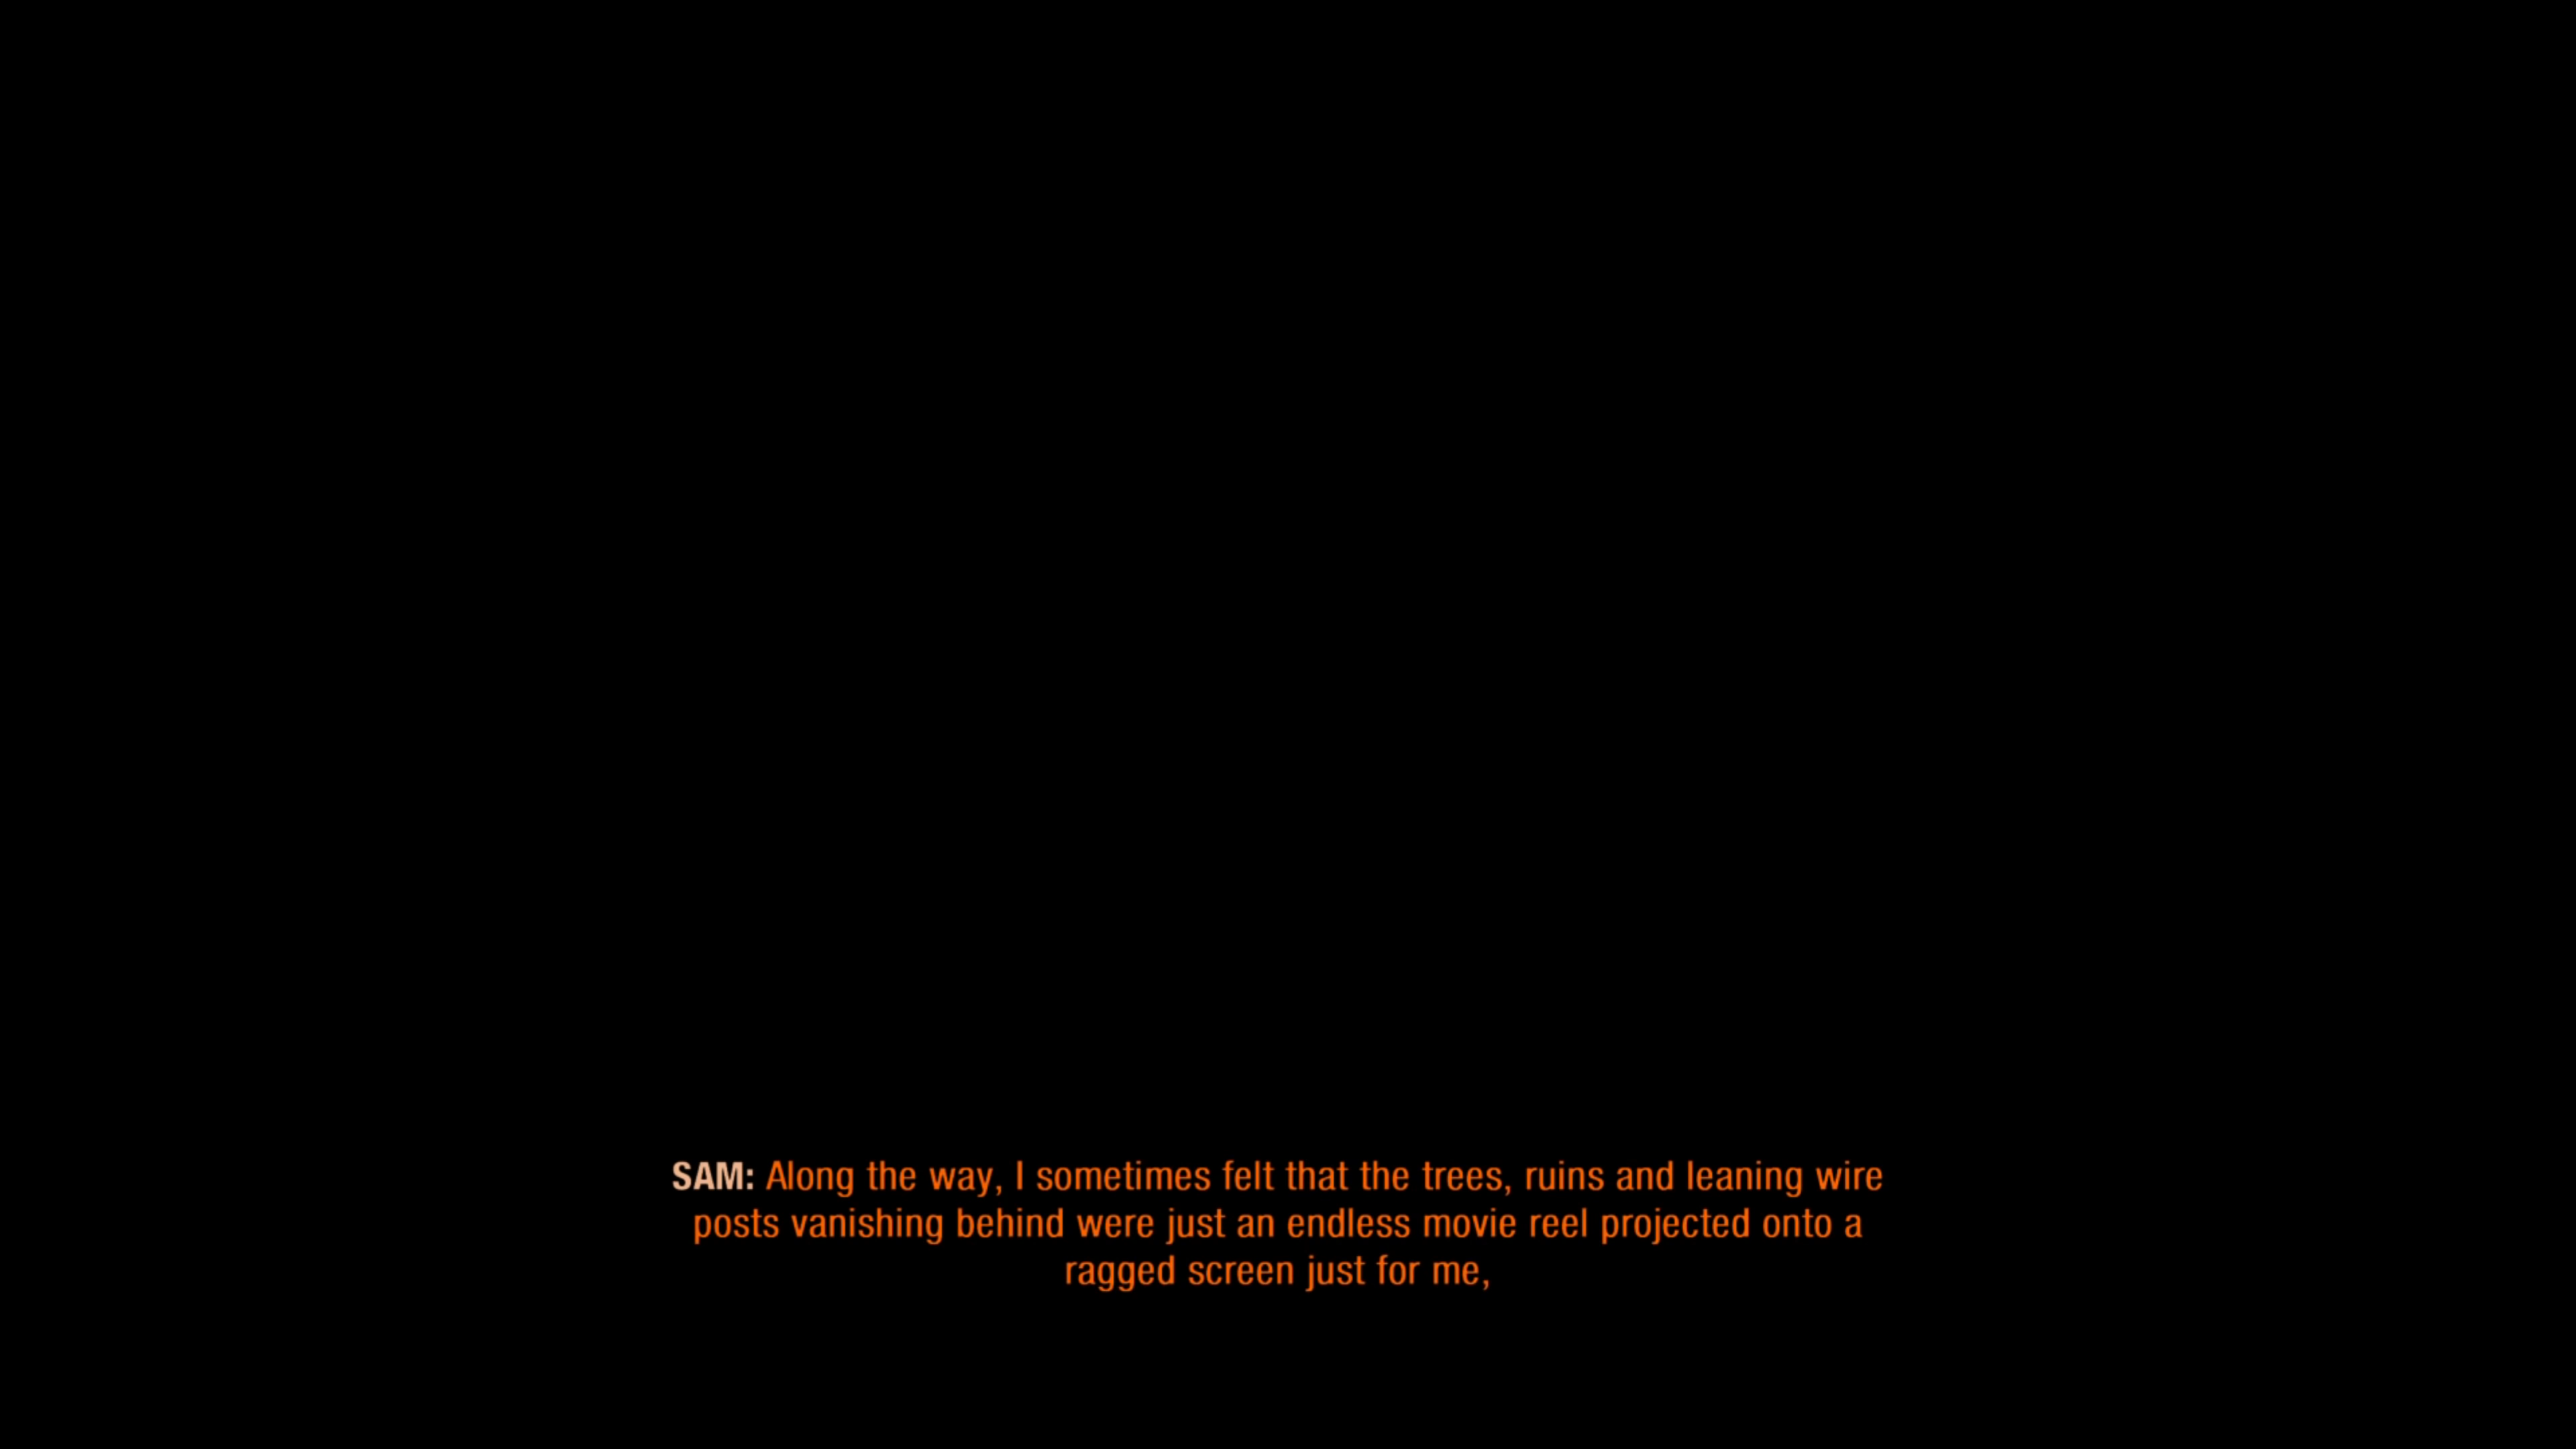 SAM: Along the way, I sometimes felt that the trees, ruins and leaning wire
posts vanishing behind were just an endless movie reel projected onto a
ragged screen just for me,